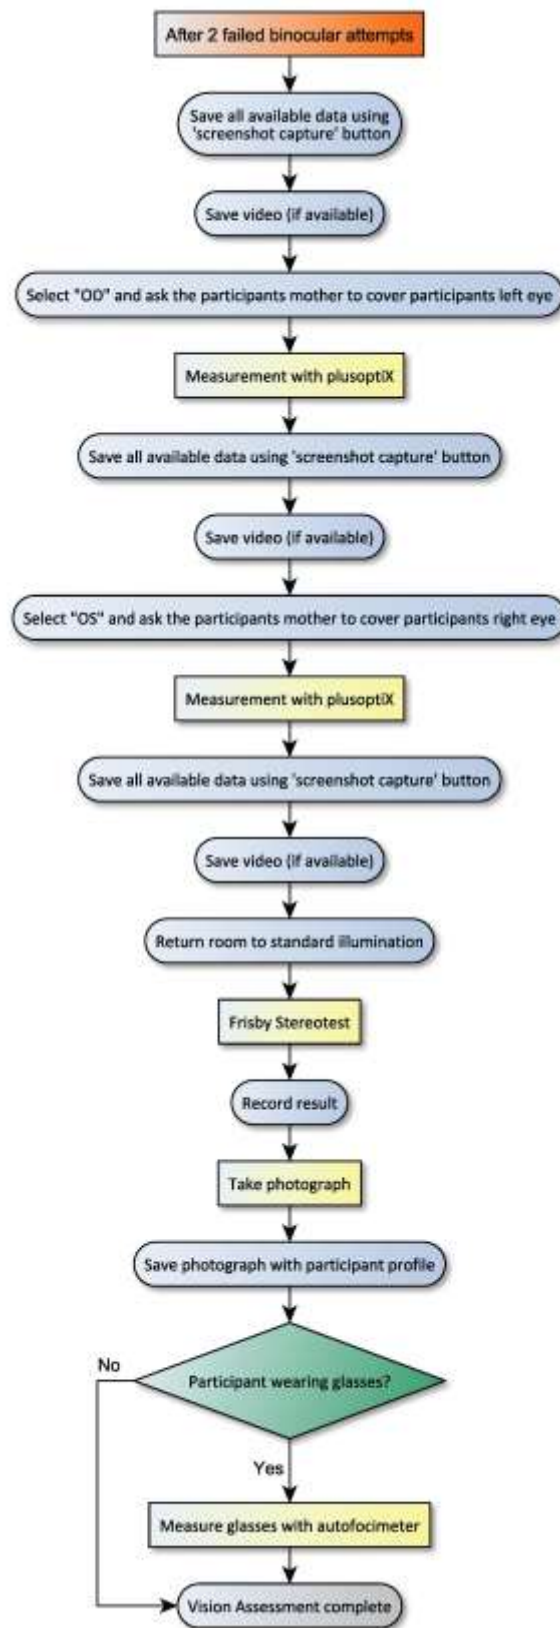 After 2 failed binocular attempts
Save all available data using
'screenshot capture' button
Save video (if available)
Select "OD" and ask the participants mother to cover participants left eye
Measurement with plusoptiX
Save all available data using 'screenshot capture' button
Save video (if available)
Select "OS" and ask the participants mother to cover participants right eye
Measurement with plusoptiX
Save all available data using 'screenshot capture' button
Save video (if available)
Return room to standard illumination
Frisby Stereotest
Record result
Take photograph
Save photograph with participant profile
Participant wearing glasses?
No
Yes
Measure glasses with autofocimeter
Vision Assessment complete